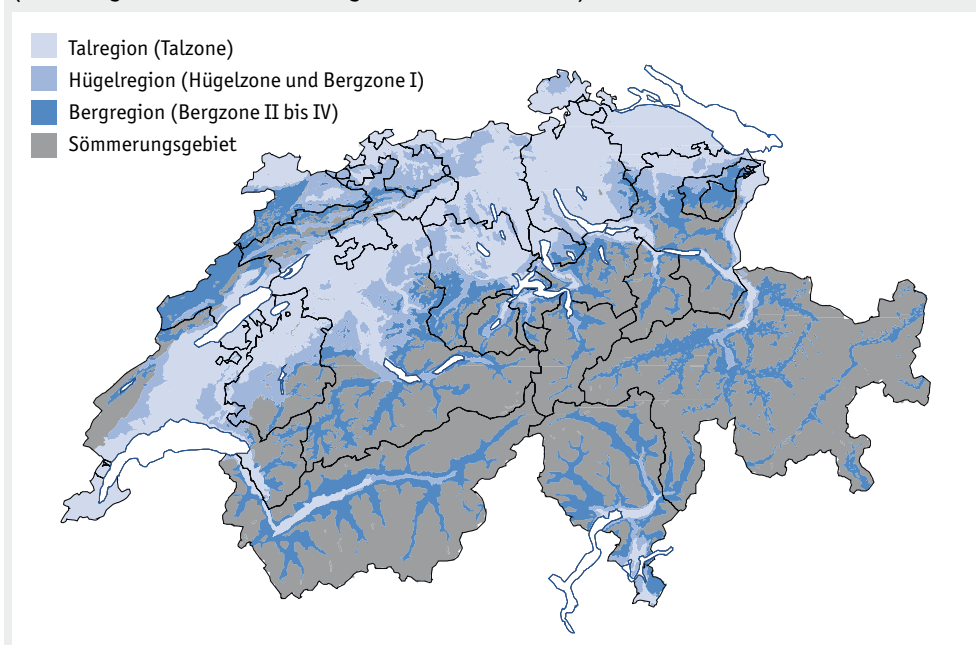 Talregion (Talzone)
Hügelregion (Hügelzone und Bergzone I)
Bergregion (Bergzone II bis IV)
Sömmerungsgebiet